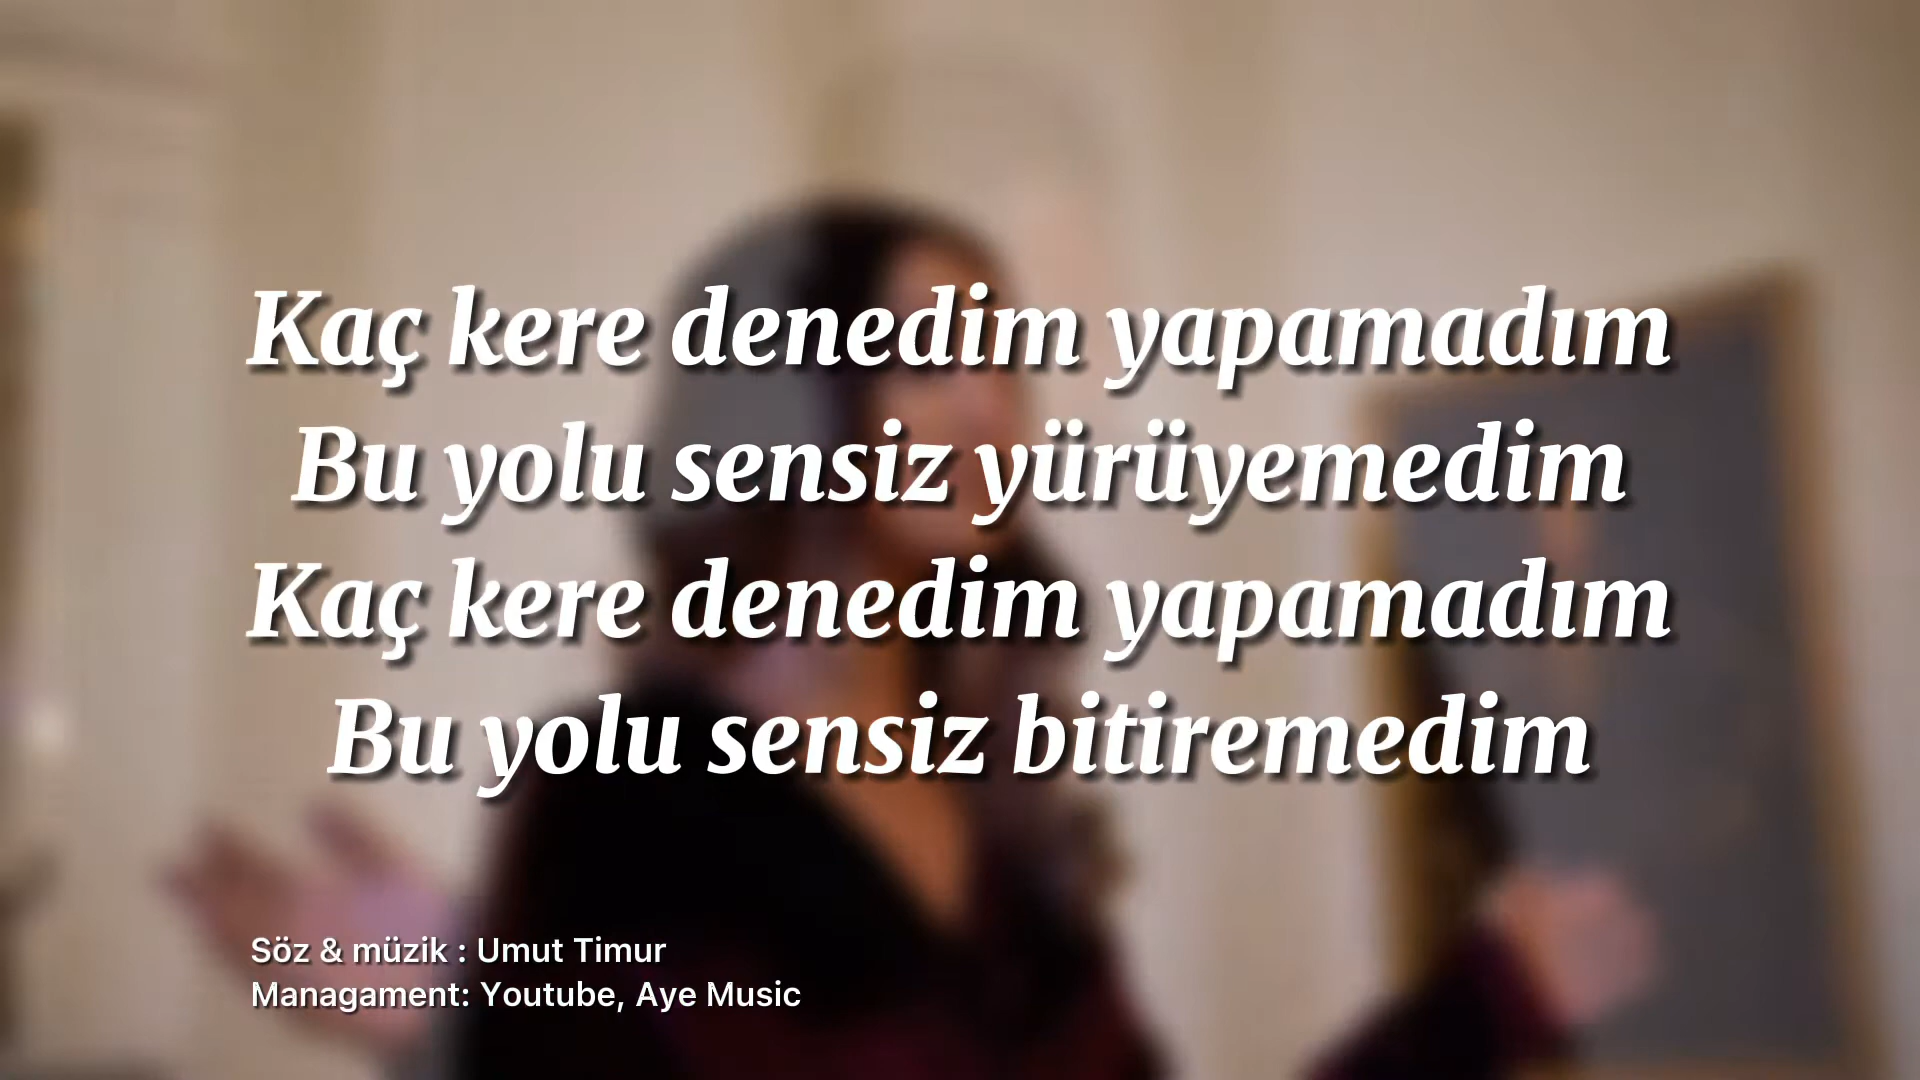 Kaç kere denedim yapamadım
Bu yolu sensiz yürüyemedim
Kaç kere denedim yapamadım
Bu yolu sensiz bitiremedim
Söz & müzik : Umut Timur
Managament: Youtube, Aye Music